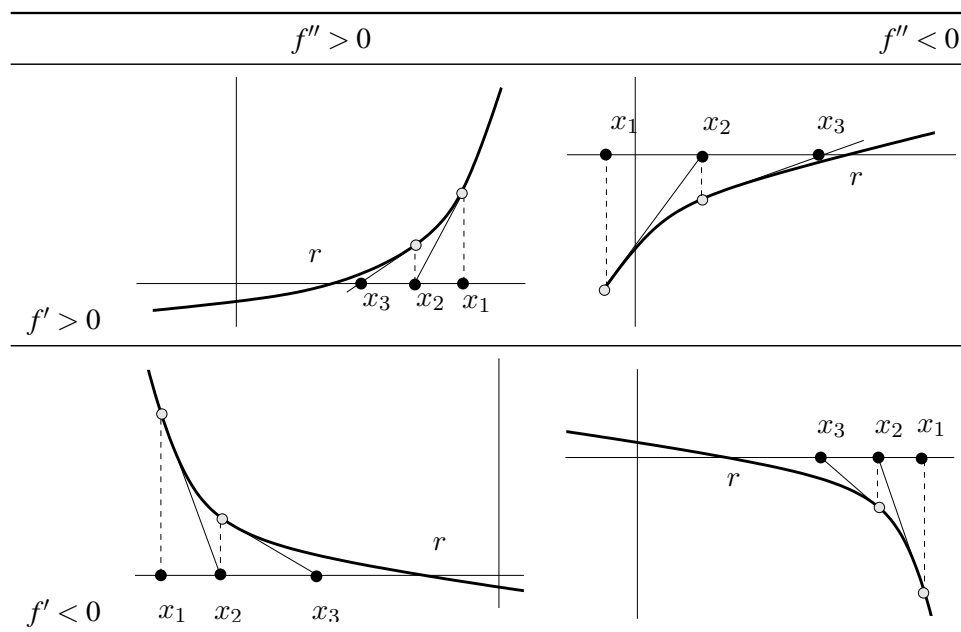 f'' > 0 f'' < 0
x₁ x₂ x₃
r
r
x₃ x₂ x₁
f' > 0
x₃ x₂ x₁
r
r
f' < 0 x₁ x₂ x₃